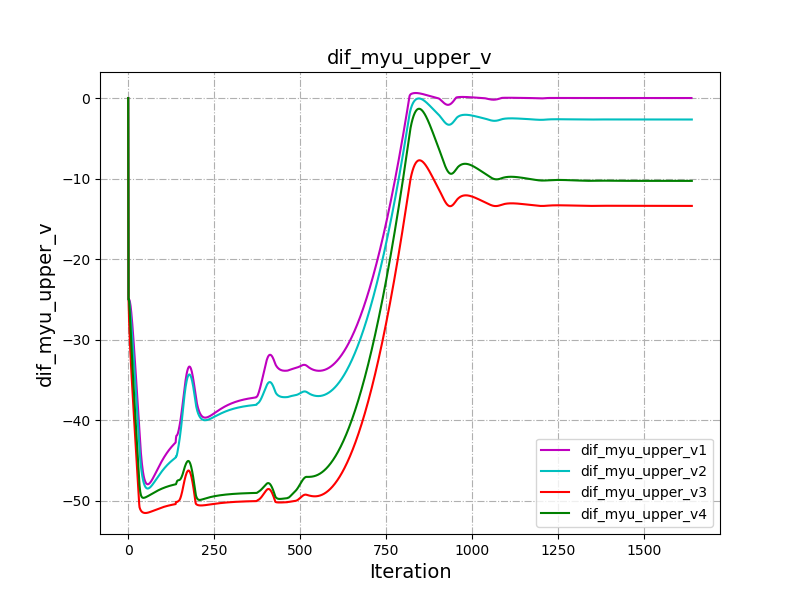 dif_myu_upper_v
dif_myu_upper_v
0
−10
−20
−30
−40
−50
0 250 500 750 1000 1250 1500
Iteration
dif_myu_upper_v1
dif_myu_upper_v2
dif_myu_upper_v3
dif_myu_upper_v4